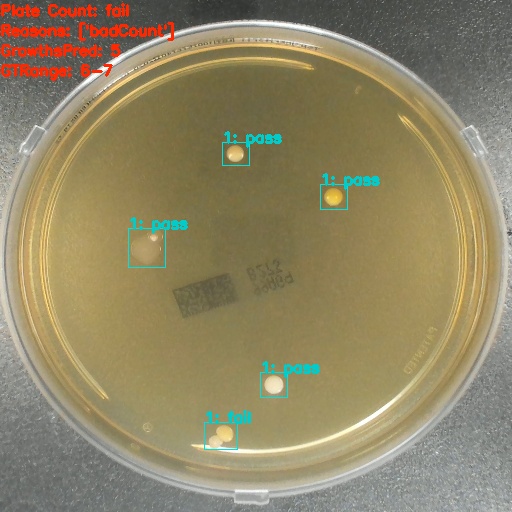 Plate Count: fail
Reasons: ['badCount']
GrowthsPred: 5
GTRange: 6-7
1: pass
1: pass
1: pass
1: pass
1: fail